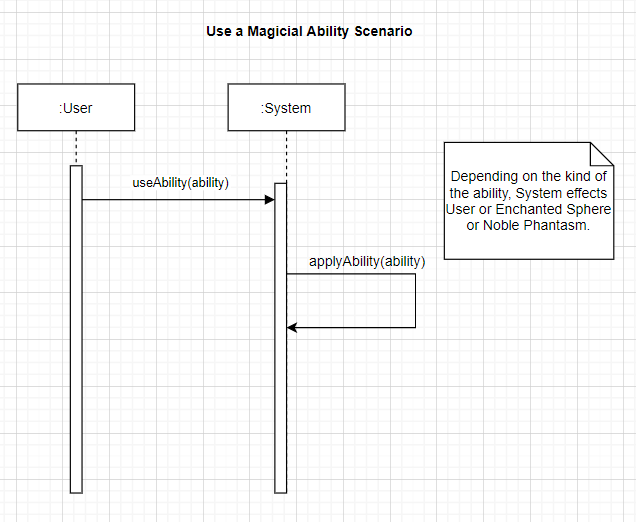 Use a Magicial Ability Scenario
:User
:System
useAbility(ability)
Depending on the kind of
the ability, System effects
User or Enchanted Sphere
or Noble Phantasm.
applyAbility(ability)